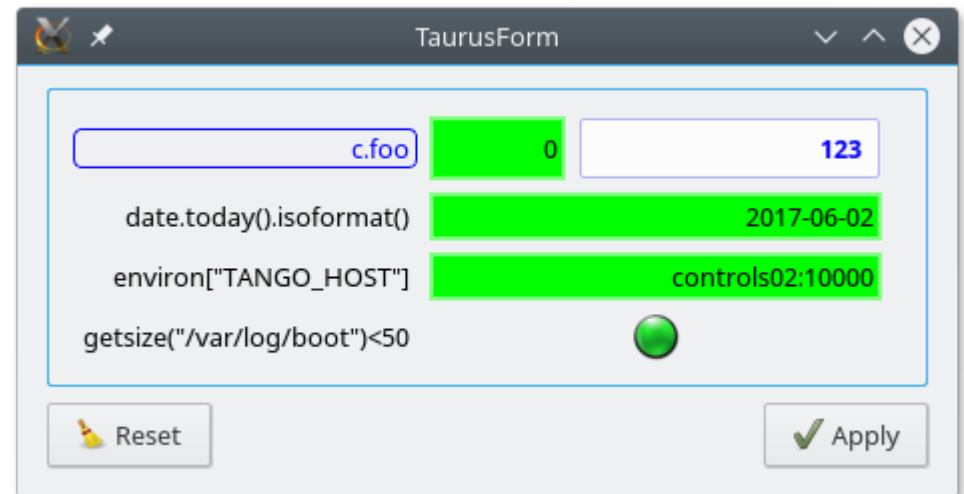 TaurusForm
c.foo 0 123
date.today().isoformat() 2017-06-02
environ["TANGO_HOST"] controls02:10000
getsize("/var/log/boot")<50
Reset Apply